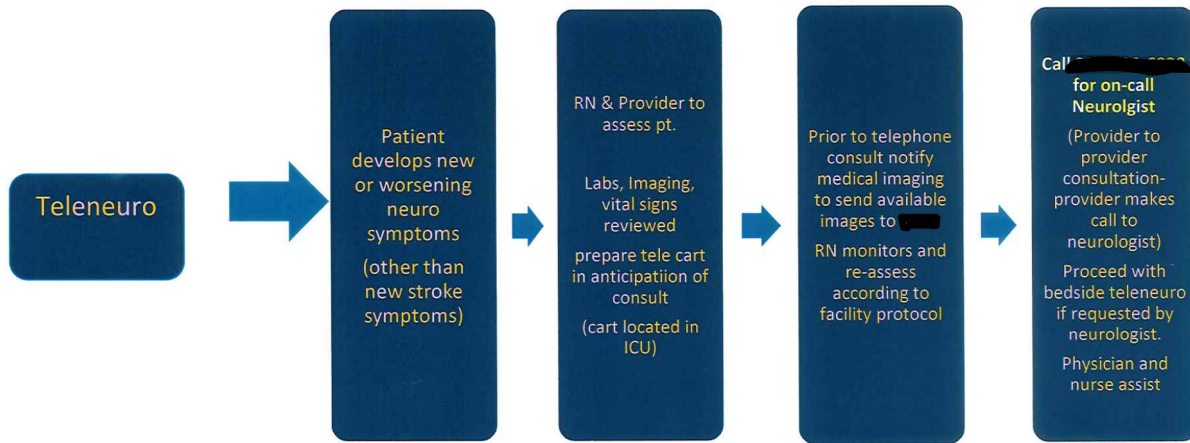 Teleneuro
Patient
develops new
or worsening
neuro
symptoms
(other than
new stroke
symptoms)
RN & Provider to
assess pt.
Labs, Imaging,
vital signs
reviewed
prepare tele cart
in anticipatiion of
consult
(cart located in
ICU)
Prior to telephone
consult notify
medical imaging
to send available
images to
RN monitors and
re-assess
according to
facility protocol
Call
for on-call
Neurolgist
(Provider to
provider
consultation-
provider makes
call to
neurologist)
Proceed with
bedside teleneuro
if requested by
neurologist.
Physician and
nurse assist